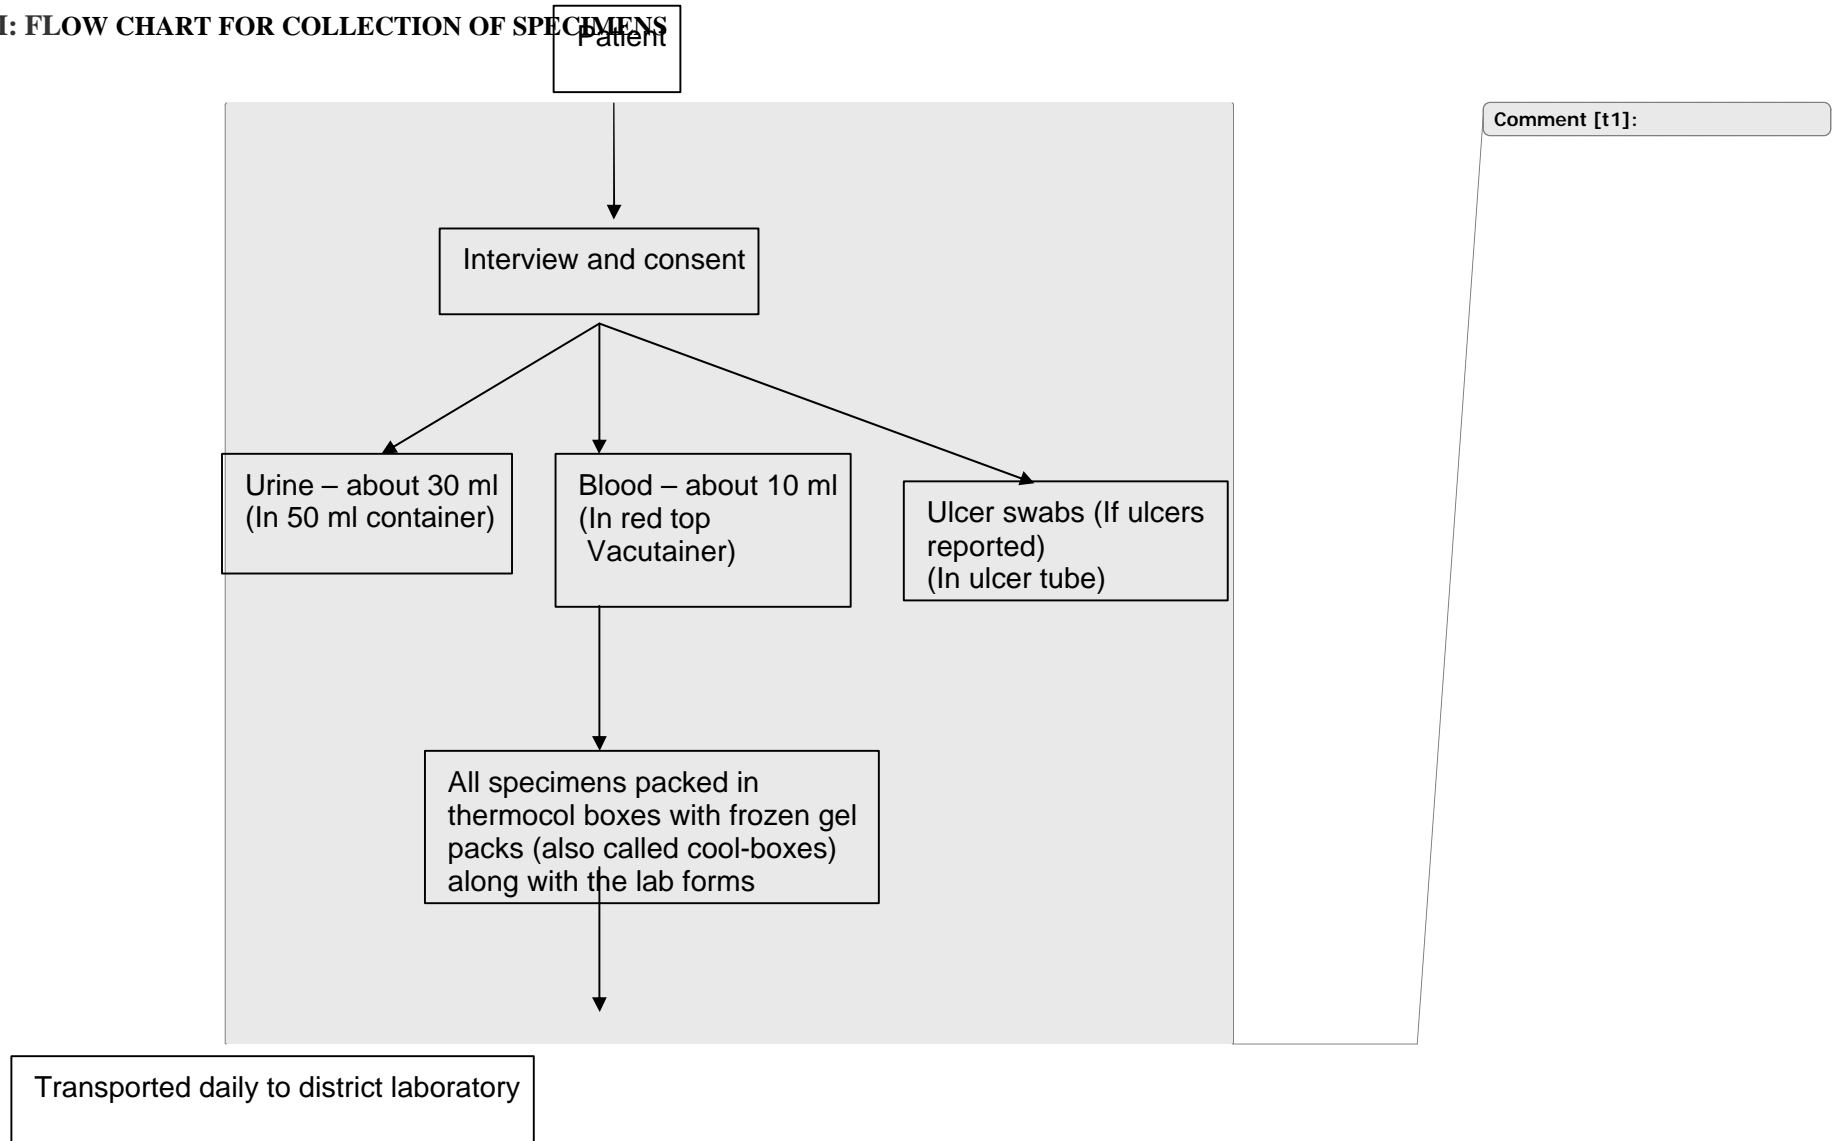 I: FLOW CHART FOR COLLECTION OF SPECIMENS
Patient
Comment [t1]:
Interview and consent
Urine – about 30 ml
(In 50 ml container)
Blood – about 10 ml
(In red top
Vacutainer)
Ulcer swabs (If ulcers
reported)
(In ulcer tube)
All specimens packed in
thermocol boxes with frozen gel
packs (also called cool-boxes)
along with the lab forms
Transported daily to district laboratory